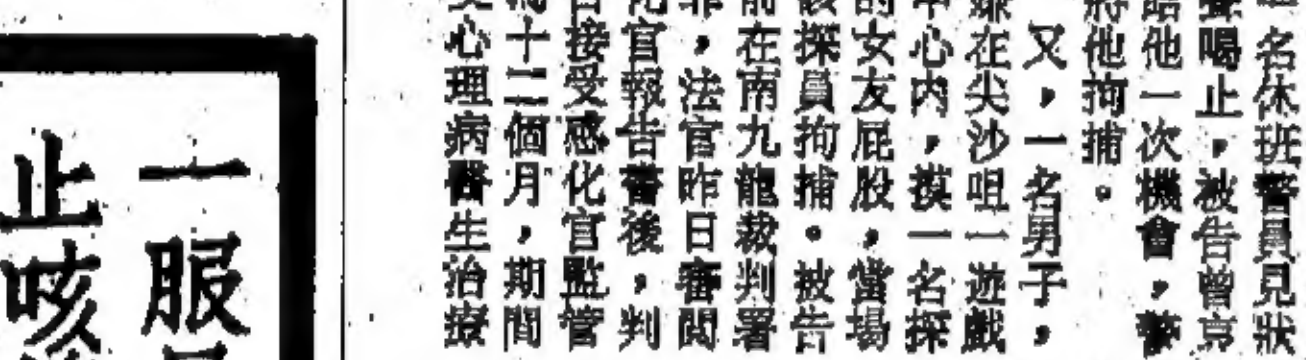 名休班警員見狀
喝止，被告曾哀
他一次機會，警
將他拘捕。
又，一名男子，
嫌在尖沙咀一遊戲
中心內，摸一名探
的女友屁股，當場
該探員拘捕。被告
前在南九龍裁判署
罪，法官昨日審閱
化官報告書後，判
接受感化官監管
十二個月，期間
心理病醫生治療
一服
止咳